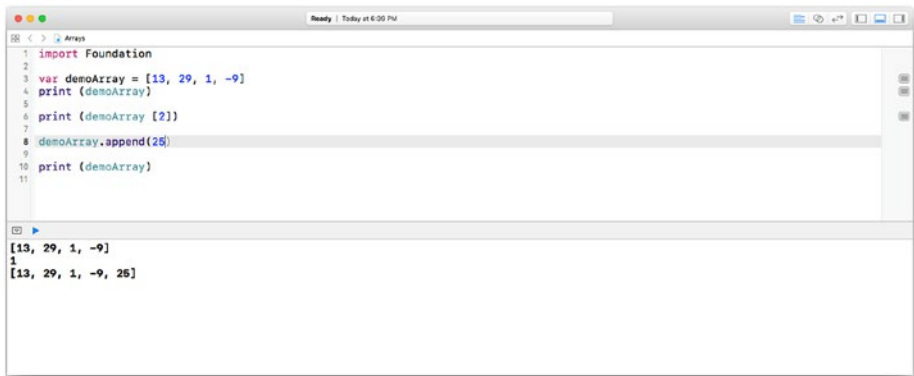 Ready | Today at 6:36 PM
Arrays
1 import Foundation
2
3 var demoArray = [13, 29, 1, -9]
4 print (demoArray)
5
6 print (demoArray [2])
7
8 demoArray.append(25)
9
10 print (demoArray)
11
[13, 29, 1, -9]
1
[13, 29, 1, -9, 25]